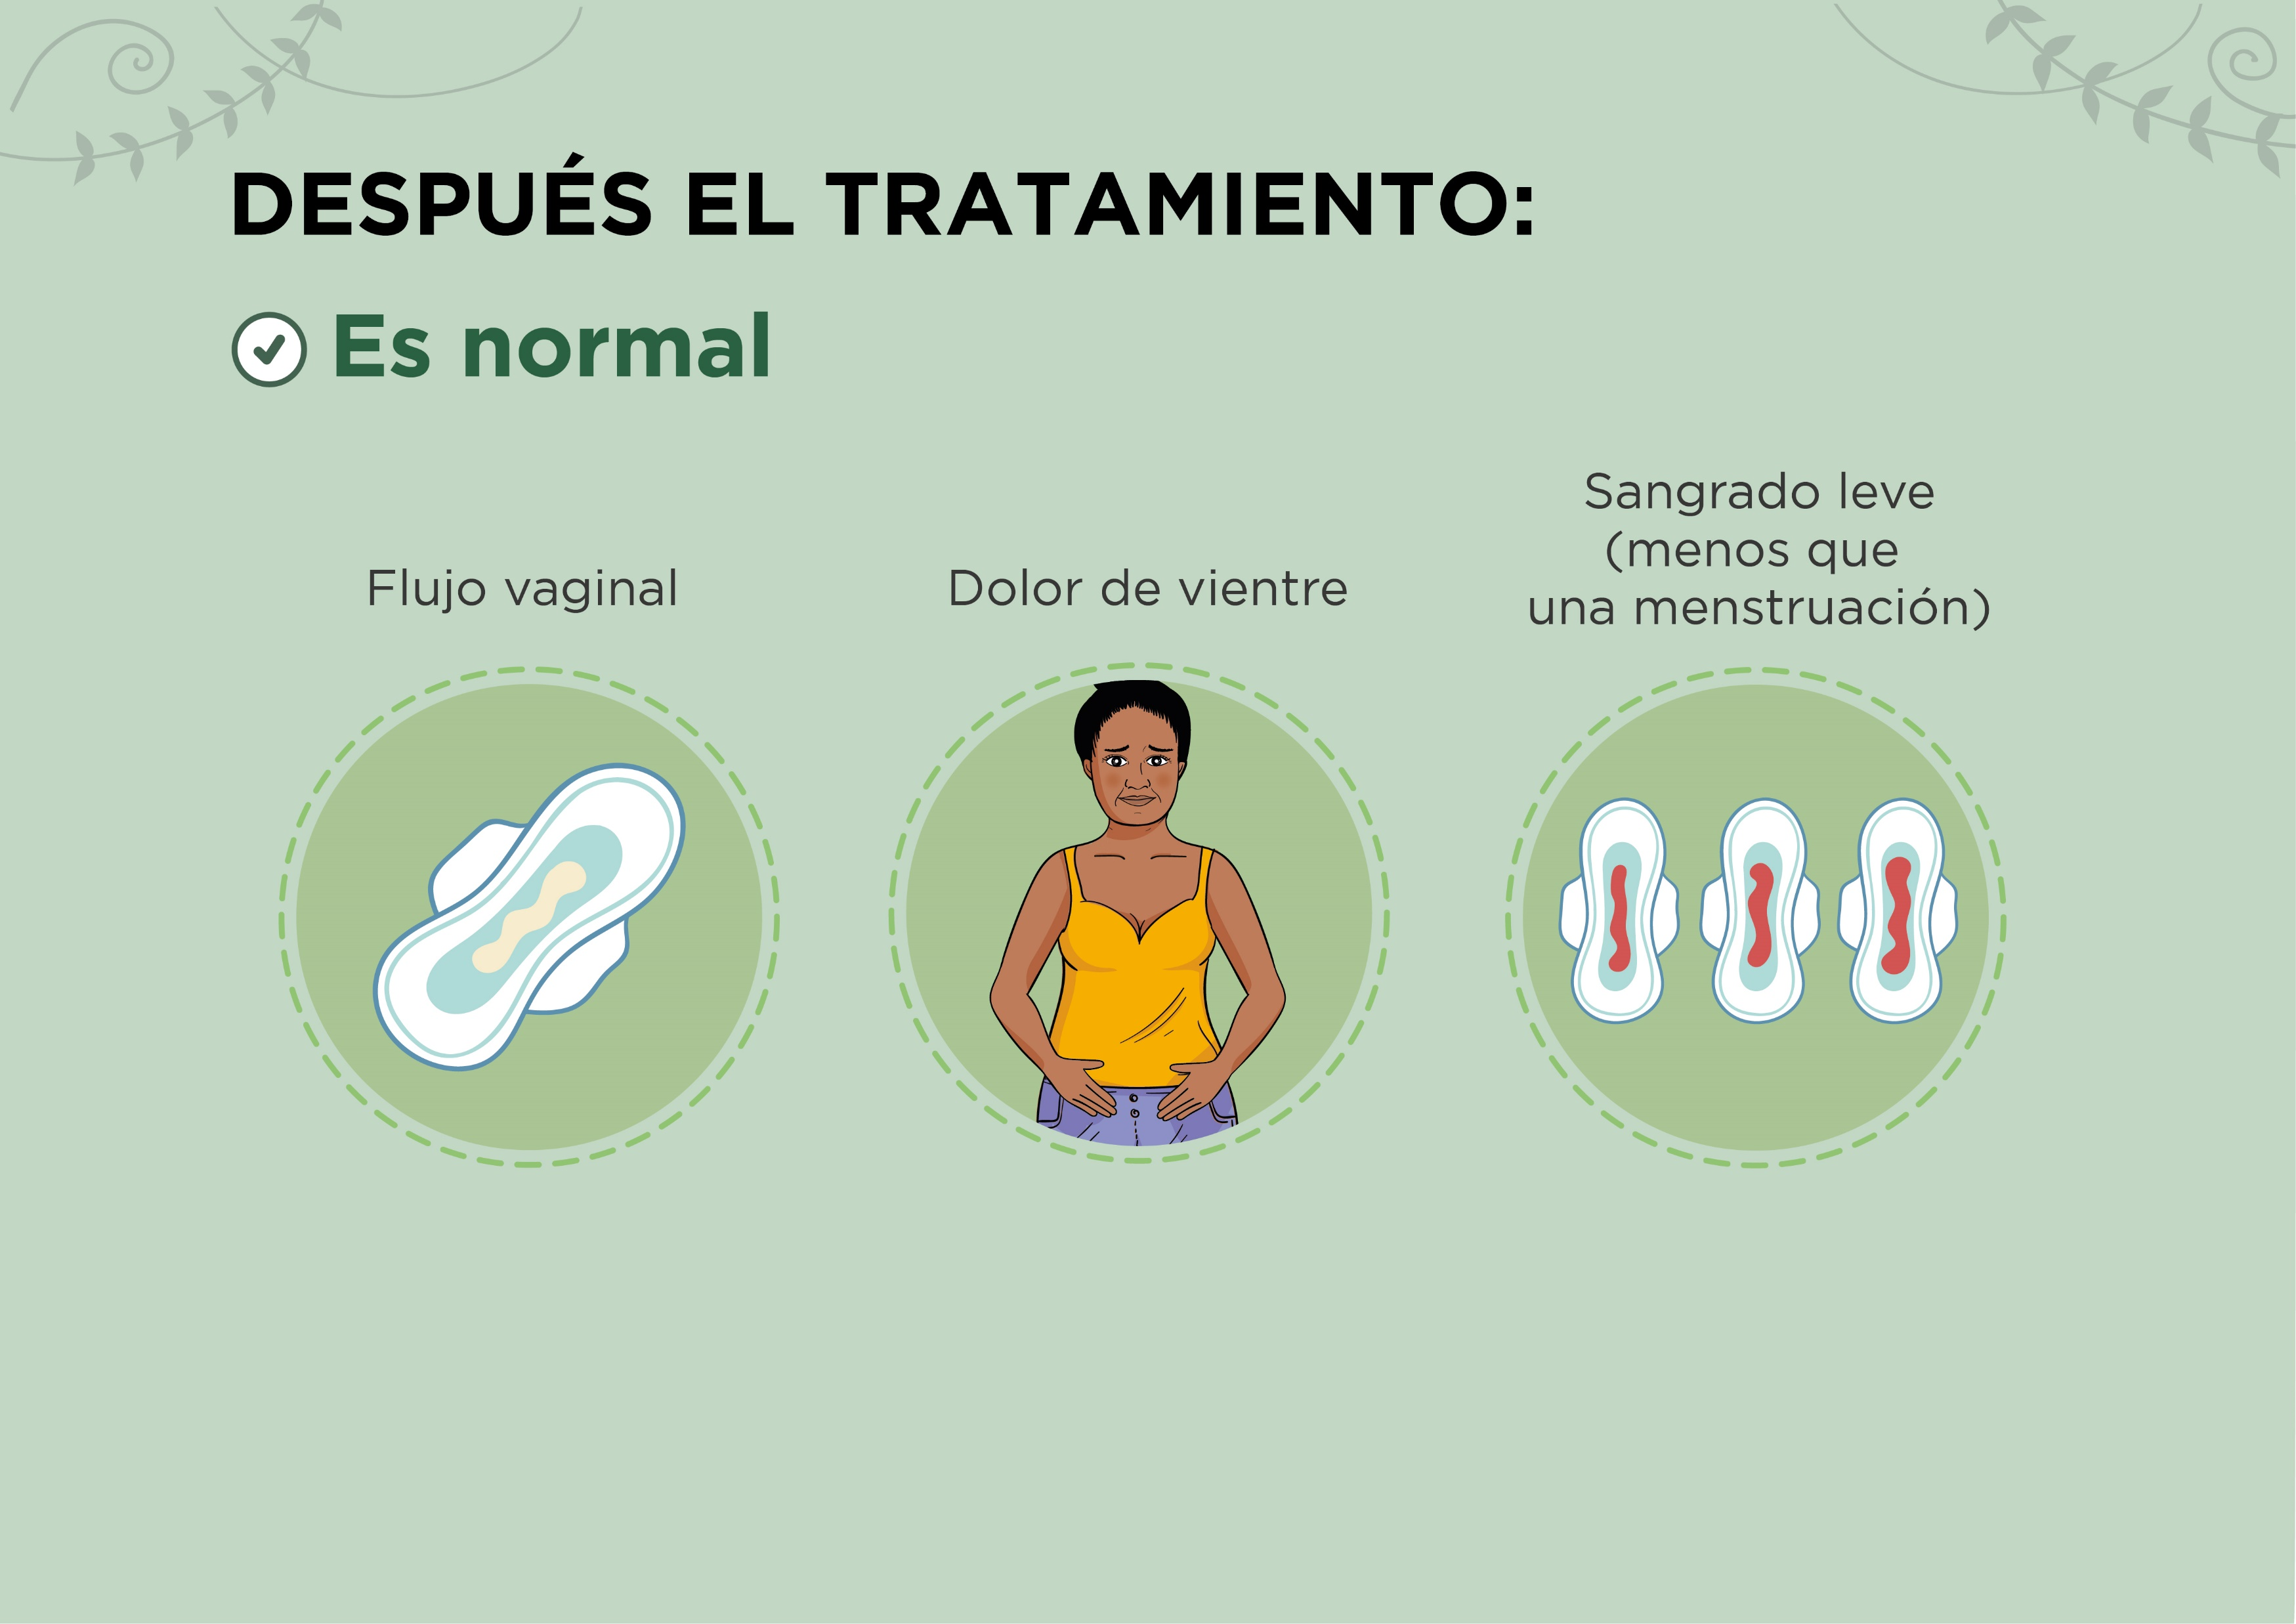 DESPUÉS EL TRATAMIENTO:
Es normal
Flujo vaginal
Dolor de vientre
Sangrado leve
(menos que
una menstruación)